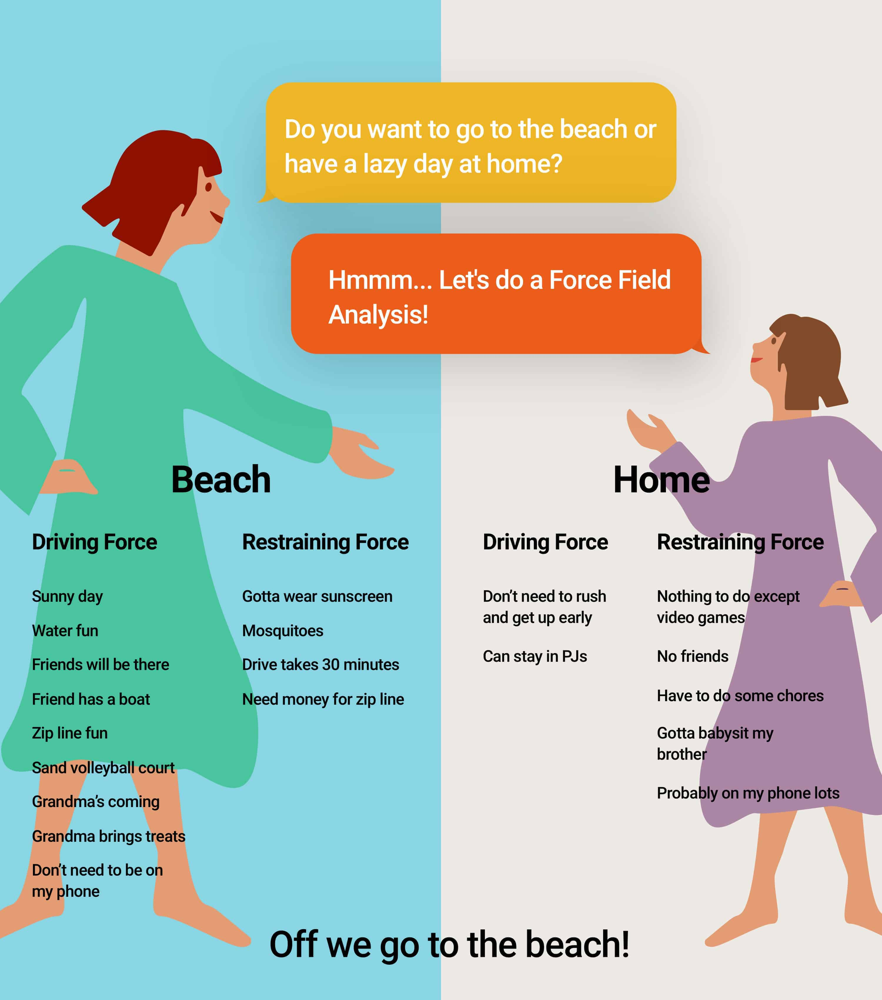 Do you want to go to the beach or
have a lazy day at home?
Hmmm... Let's do a Force Field
Analysis!
Beach
Driving Force
Sunny day
Water fun
Friends will be there
Friend has a boat
Zip line fun
Sand volleyball court
Grandma’s coming
Grandma brings treats
Don’t need to be on
my phone
Restraining Force
Gotta wear sunscreen
Mosquitoes
Drive takes 30 minutes
Need money for zip line
Home
Driving Force
Don’t need to rush
and get up early
Can stay in PJs
Restraining Force
Nothing to do except
video games
No friends
Have to do some chores
Gotta babysit my
brother
Probably on my phone lots
Off we go to the beach!